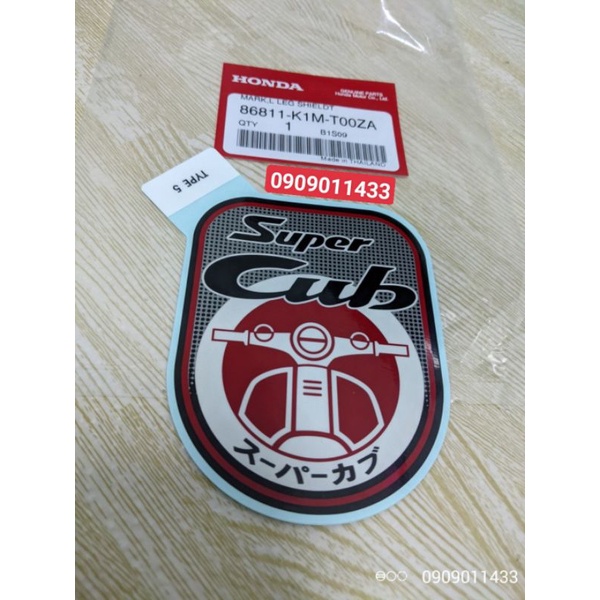 HONDA
GENUINE PARTS
Honda Motor Co., Ltd.
MARK, L LEG SHIELDT
86811-K1M-T00ZA
QTY 1 B1S09
Made in THAILAND
0909011433
TYPE 5
Super
Cub
スーパーカブ
0909011433